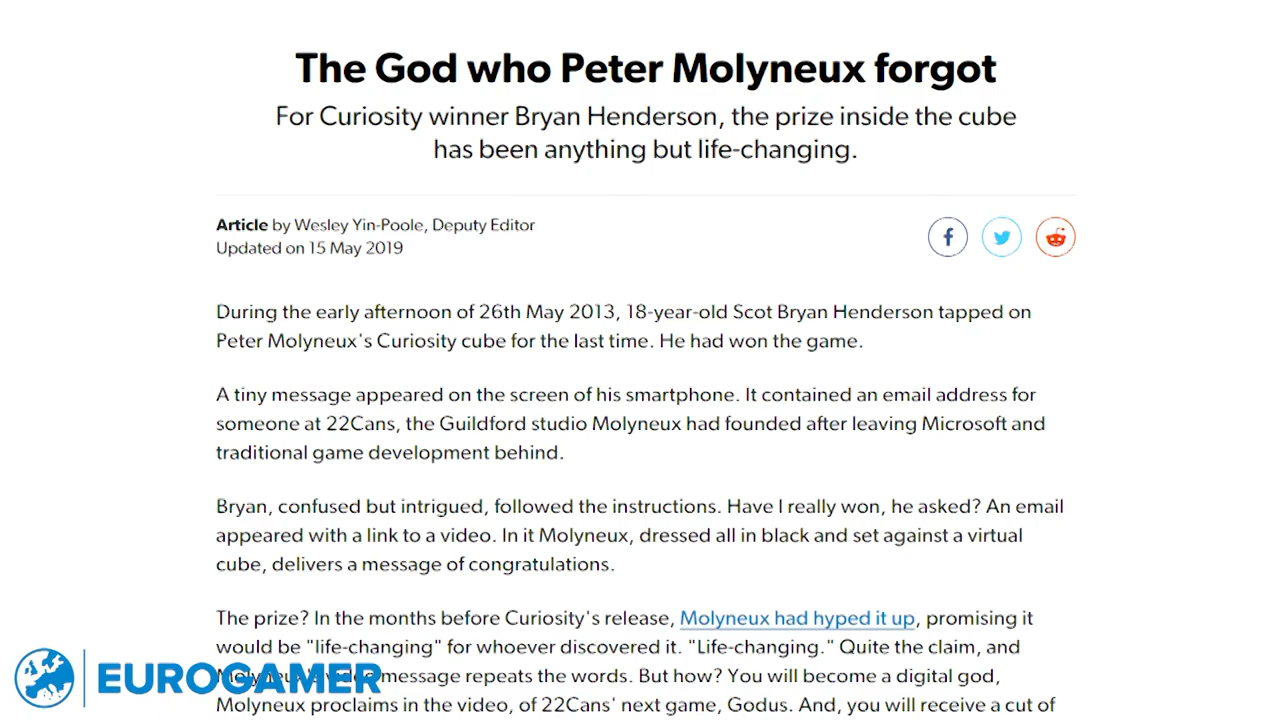 The God who Peter Molyneux forgot
For Curiosity winner Bryan Henderson, the prize inside the cube
has been anything but life-changing.
Article by Wesley Yin-Poole, Deputy Editor
Updated on 15 May 2019
During the early afternoon of 26th May 2013, 18-year-old Scot Bryan Henderson tapped on
Peter Molyneux's Curiosity cube for the last time. He had won the game.
A tiny message appeared on the screen of his smartphone. It contained an email address for
someone at 22Cans, the Guildford studio Molyneux had founded after leaving Microsoft and
traditional game development behind.
Bryan, confused but intrigued, followed the instructions. Have I really won, he asked? An email
appeared with a link to a video. In it Molyneux, dressed all in black and set against a virtual
cube, delivers a message of congratulations.
The prize? In the months before Curiosity's release, Molyneux had hyped it up, promising it
would be "life-changing" for whoever discovered it. "Life-changing." Quite the claim, and
message repeats the words. But how? You will become a digital god,
Molyneux proclaims in the video, of 22Cans' next game, Godus. And, you will receive a cut of
EUROGAMER